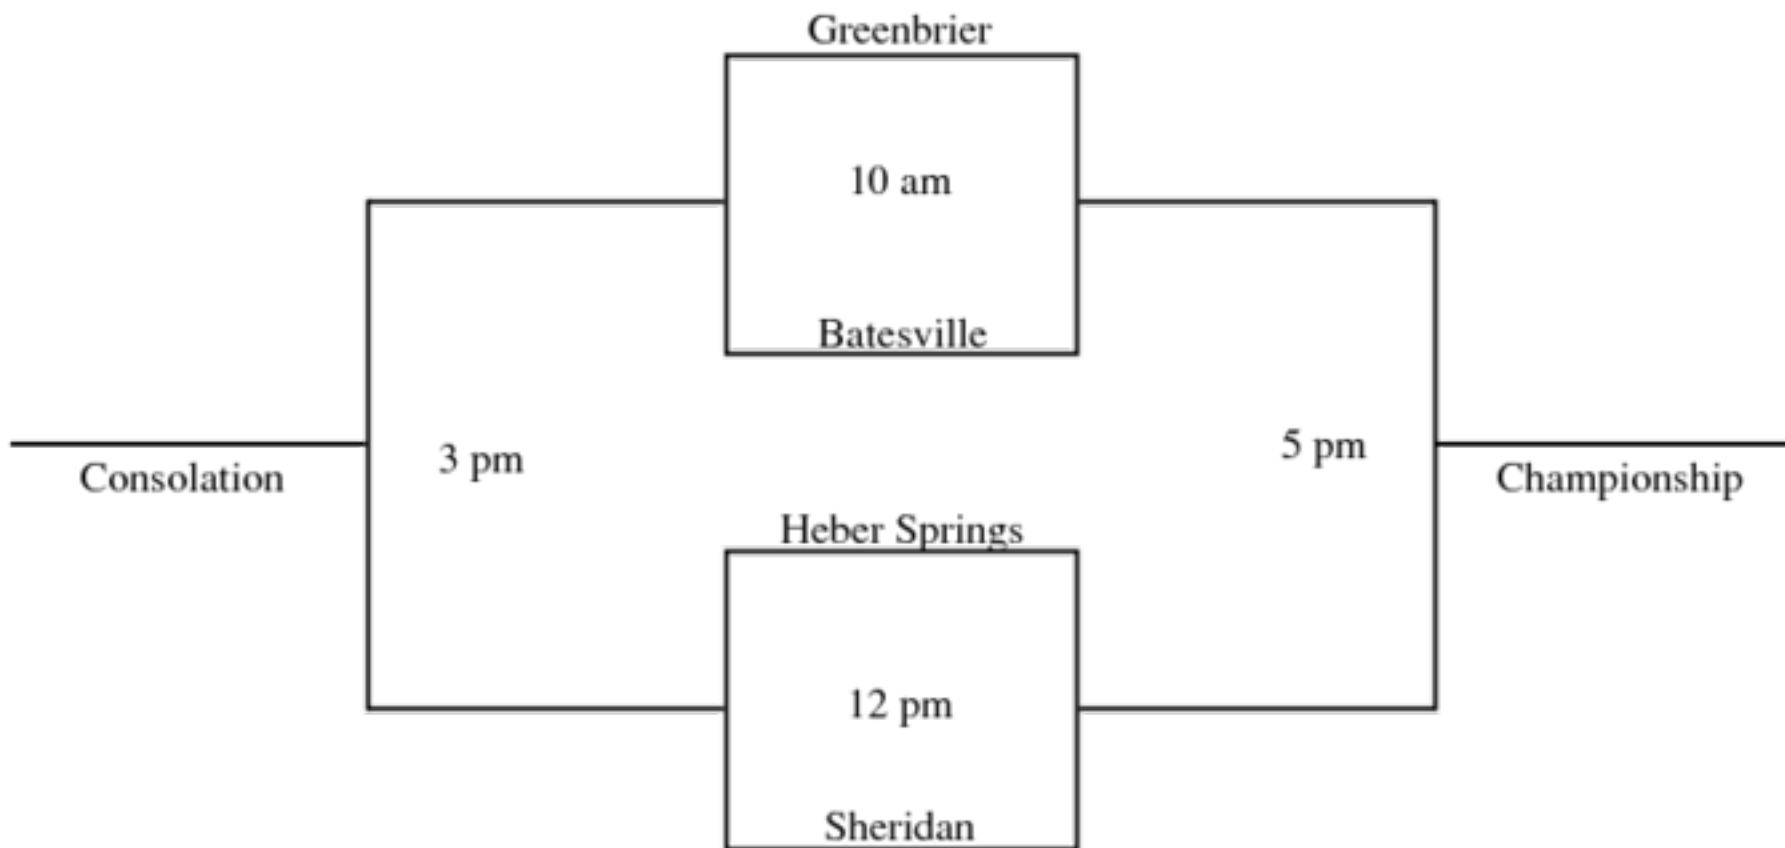 Greenbrier
10 am
Batesville
3 pm
5 pm
Consolation
Championship
Heber Springs
12 pm
Sheridan